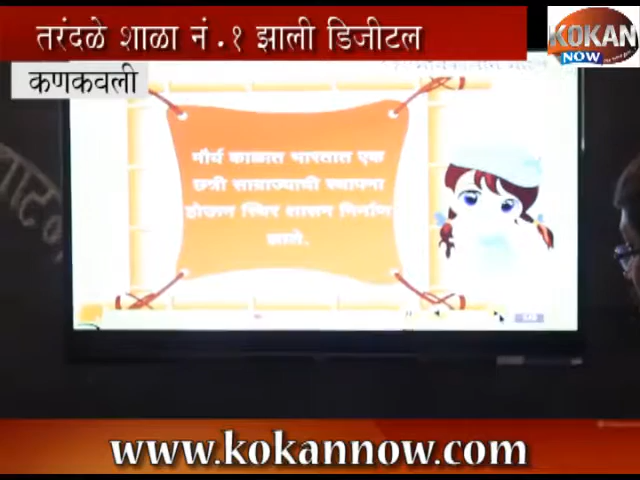 तरंदळे शाळा नं .१ झाली डिजीटल
KOKAN
NOW
कणकवली
मौर्य काळात भारतात एक
छत्री साम्राज्याची स्थापना
होऊन स्थिर शासन निर्माण
झाले.
www.kokannow.com